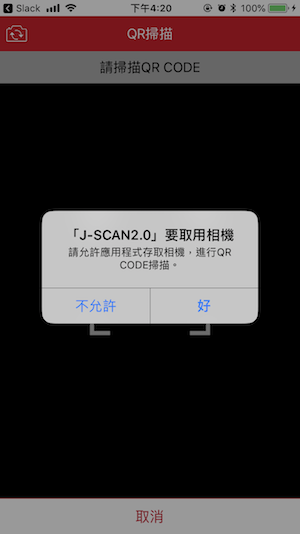 Slack 下午4:20 100%
QR掃描
請掃描QR CODE
「J-SCAN2.0」要取用相機
請允許應用程式存取相機，進行QR
CODE掃描。
不允許 好
取消